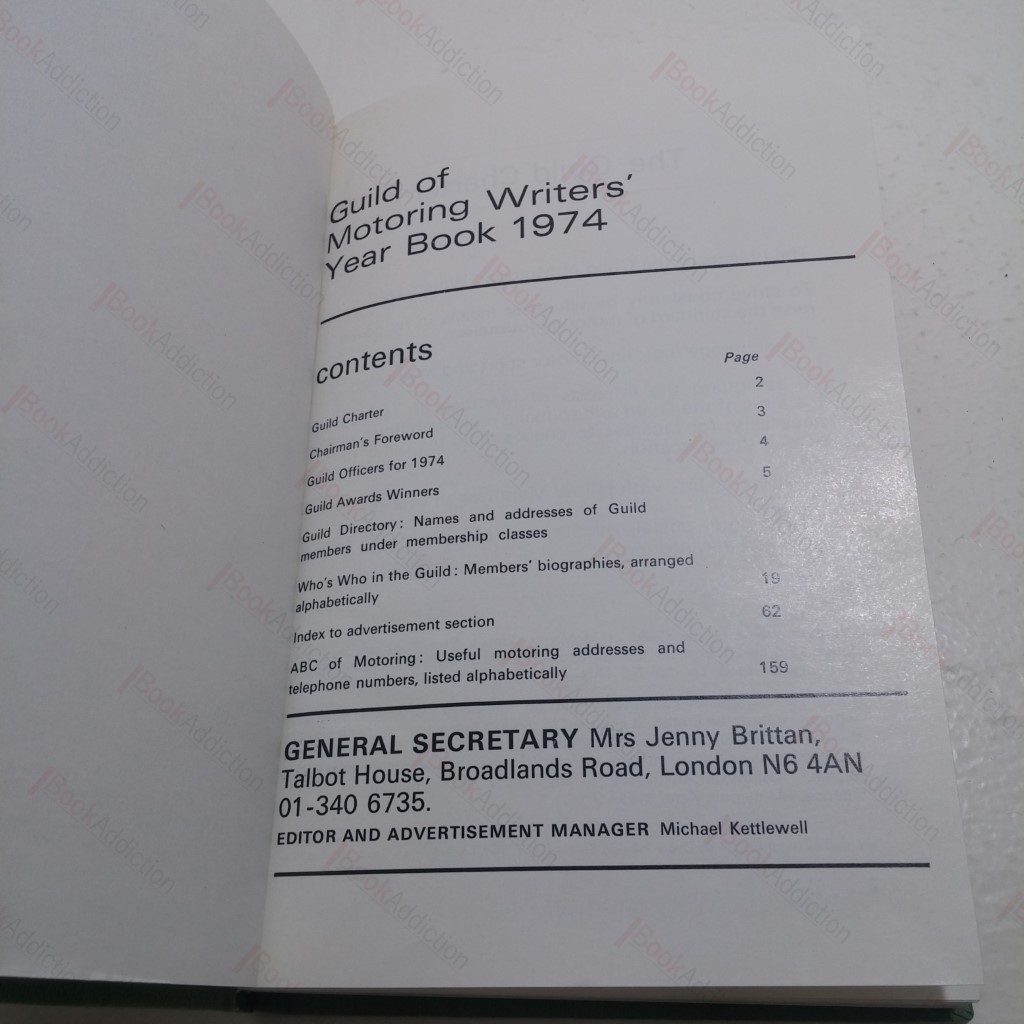 Guild of
Motoring Writers'
Year Book 1974
contents
Page
Guild Charter 2
Chairman's Foreword 3
Guild Officers for 1974 4
Guild Awards Winners 5
Guild Directory: Names and addresses of Guild
members under membership classes
Who's Who in the Guild: Members' biographies, arranged
alphabetically 19
Index to advertisement section 62
ABC of Motoring: Useful motoring addresses and
telephone numbers, listed alphabetically 159
GENERAL SECRETARY Mrs Jenny Brittan,
Talbot House, Broadlands Road, London N6 4AN
01-340 6735.
EDITOR AND ADVERTISEMENT MANAGER Michael Kettlewell
BookAddiction